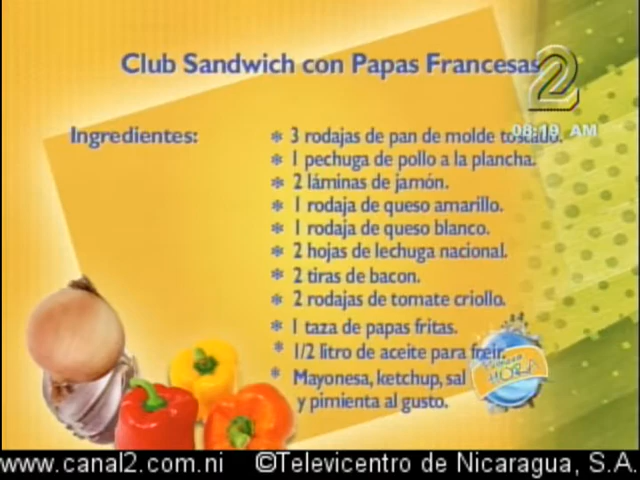 Club Sandwich con Papas Francesas
2
08:19 AM
Ingredientes:
* 3 rodajas de pan de molde tostado.
* 1 pechuga de pollo a la plancha.
* 2 láminas de jamón.
* 1 rodaja de queso amarillo.
* 1 rodaja de queso blanco.
* 2 hojas de lechuga nacional.
* 2 tiras de bacon.
* 2 rodajas de tomate criollo.
* 1 taza de papas fritas.
* 1/2 litro de aceite para freir.
* Mayonesa, ketchup, sal
y pimienta al gusto.
HORA
www.canal2.com.ni ©Televicentro de Nicaragua, S.A.